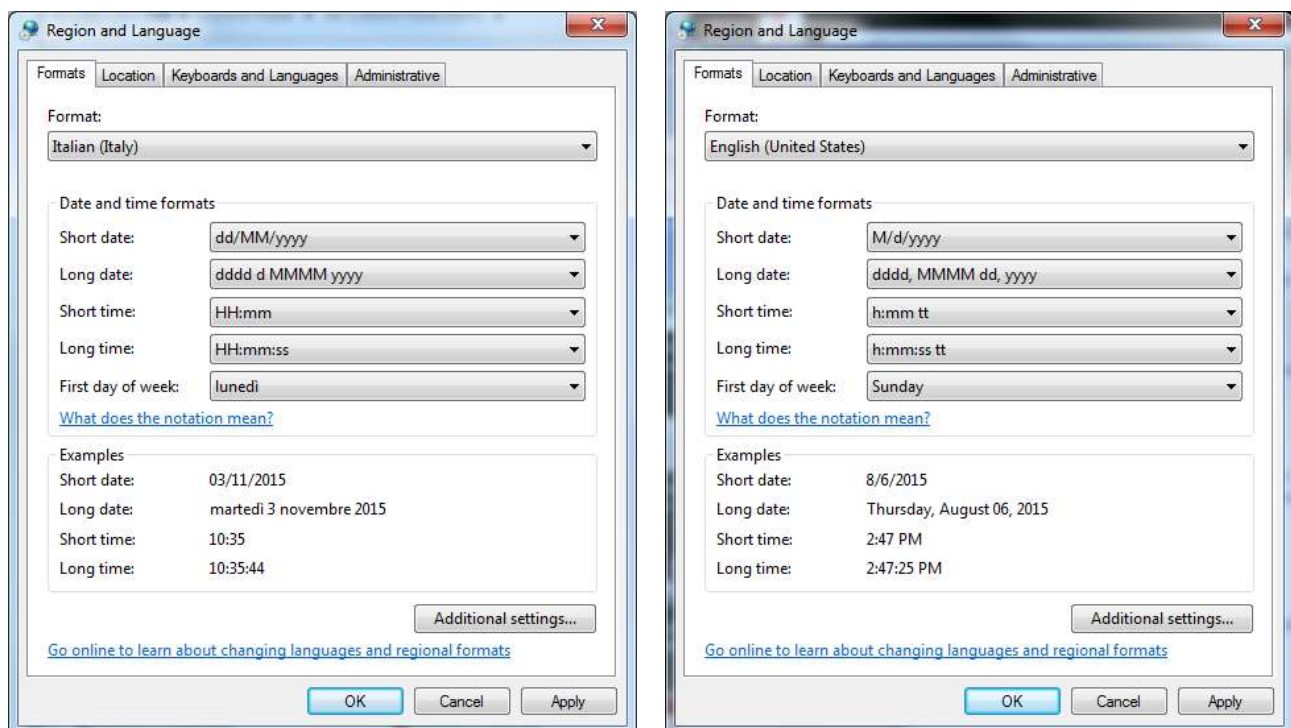 Region and Language
Formats Location Keyboards and Languages Administrative
Format:
Italian (Italy)
Date and time formats
Short date: dd/MM/yyyy
Long date: dddd d MMMM yyyy
Short time: HH:mm
Long time: HH:mm:ss
First day of week: lunedì
What does the notation mean?
Examples
Short date: 03/11/2015
Long date: martedì 3 novembre 2015
Short time: 10:35
Long time: 10:35:44
Additional settings...
Go online to learn about changing languages and regional formats
OK Cancel Apply
Region and Language
Formats Location Keyboards and Languages Administrative
Format:
English (United States)
Date and time formats
Short date: M/d/yyyy
Long date: dddd, MMMM dd, yyyy
Short time: h:mm tt
Long time: h:mm:ss tt
First day of week: Sunday
What does the notation mean?
Examples
Short date: 8/6/2015
Long date: Thursday, August 06, 2015
Short time: 2:47 PM
Long time: 2:47:25 PM
Additional settings...
Go online to learn about changing languages and regional formats
OK Cancel Apply